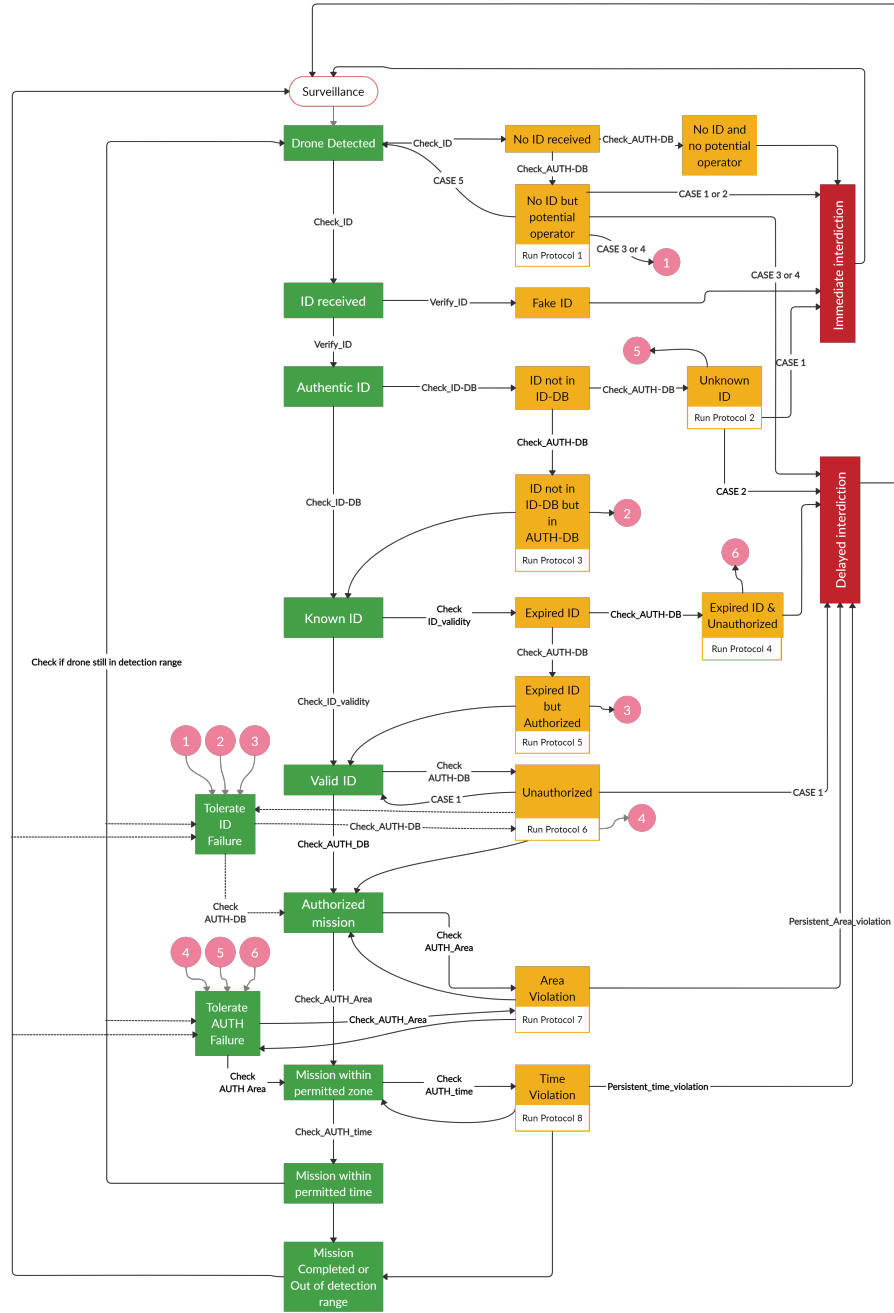 Surveillance
Drone Detected
Check_ID
No ID received
Check_AUTH-DB
No ID and
no potential
operator
Check_AUTH-DB
CASE 5
No ID but
potential
operator
Run Protocol 1
CASE 1 or 2
CASE 3 or 4
1
CASE 3 or 4
Immediate interdiction
Check_ID
ID received
Verify_ID
Fake ID
Verify_ID
5
CASE 1
Authentic ID
Check_ID-DB
ID not in
ID-DB
Check_AUTH-DB
Unknown
ID
Run Protocol 2
Check_AUTH-DB
CASE 2
Check_ID-DB
ID not in
ID-DB but
in
AUTH-DB
Run Protocol 3
2
Delayed interdiction
6
Known ID
Check
ID_validity
Expired ID
Check_AUTH-DB
Expired ID &
Unauthorized
Run Protocol 4
Check_AUTH-DB
Check if drone still in detection range
Check_ID_validity
Expired ID
but
Authorized
Run Protocol 5
3
1
2
3
Valid ID
Check
AUTH-DB
CASE 1
Unauthorized
Run Protocol 6
CASE 1
4
Tolerate
ID
Failure
Check_AUTH-DB
Check_AUTH_DB
Check
AUTH-DB
Authorized
mission
Check
AUTH_Area
Persistent_Area_violation
4
5
6
Area
Violation
Run Protocol 7
Tolerate
AUTH
Failure
Check_AUTH_Area
Check_AUTH_Area
Check
AUTH Area
Mission within
permitted zone
Check
AUTH_time
Time
Violation
Run Protocol 8
Persistent_time_violation
Check_AUTH_time
Mission within
permitted time
Mission
Completed or
Out of detection
range